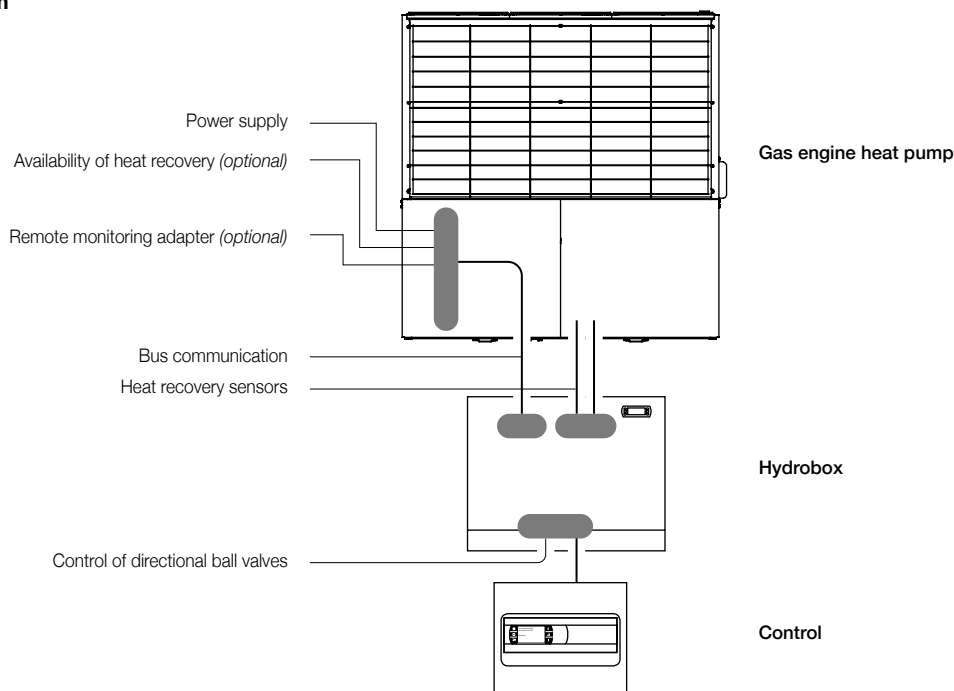 Power supply
Gas engine heat pump
Availability of heat recovery (optional)
Remote monitoring adapter (optional)
Bus communication
Heat recovery sensors
Hydrobox
Control of directional ball valves
Control